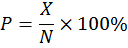 P = X/N × 100%